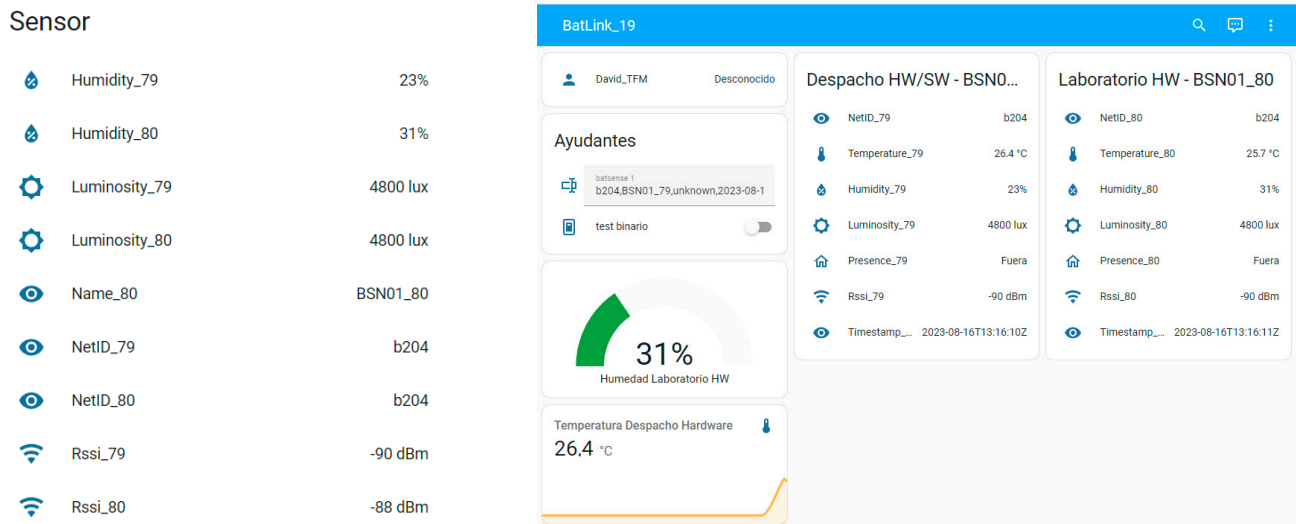 Sensor
Humidity_79 23%
Humidity_80 31%
Luminosity_79 4800 lux
Luminosity_80 4800 lux
Name_80 BSN01_80
NetID_79 b204
NetID_80 b204
Rssi_79 -90 dBm
Rssi_80 -88 dBm
BatLink_19
David_TFM Desconocido
Ayudantes
batsense 1
b204,BSN01_79,unknown,2023-08-1
test binario
31%
Humedad Laboratorio HW
Temperatura Despacho Hardware
26,4 °C
Despacho HW/SW - BSN0...
NetID_79 b204
Temperature_79 26.4 °C
Humidity_79 23%
Luminosity_79 4800 lux
Presence_79 Fuera
Rssi_79 -90 dBm
Timestamp_... 2023-08-16T13:16:10Z
Laboratorio HW - BSN01_80
NetID_80 b204
Temperature_80 25.7 °C
Humidity_80 31%
Luminosity_80 4800 lux
Presence_80 Fuera
Rssi_80 -90 dBm
Timestamp_... 2023-08-16T13:16:11Z